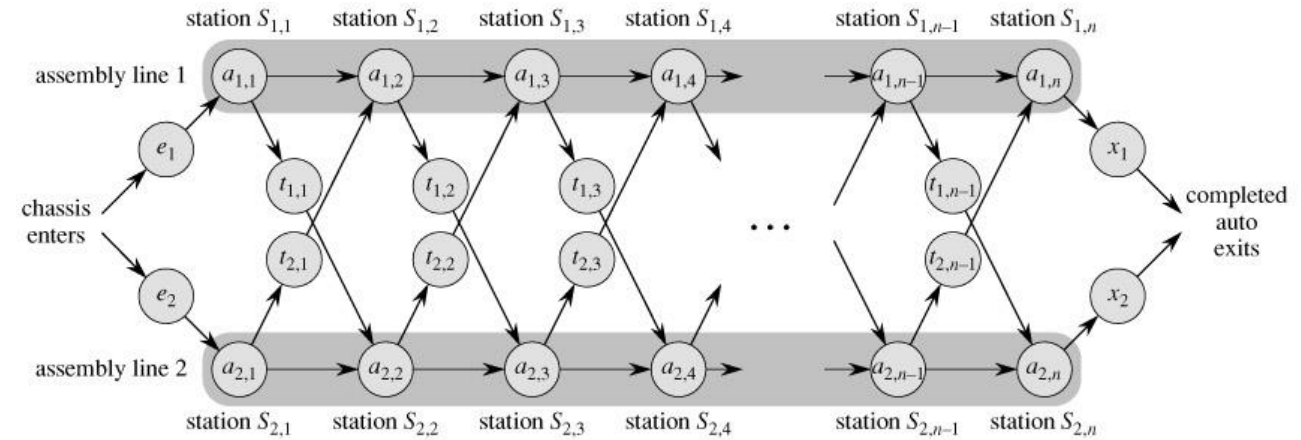 station S1,1 station S1,2 station S1,3 station S1,4 station S1,n–1 station S1,n
assembly line 1 a1,1 a1,2 a1,3 a1,4 a1,n–1 a1,n
e1 x1
t1,1 t1,2 t1,3 t1,n–1
chassis
enters
completed
auto
exits
...
t2,1 t2,2 t2,3 t2,n–1
e2 x2
assembly line 2 a2,1 a2,2 a2,3 a2,4 a2,n–1 a2,n
station S2,1 station S2,2 station S2,3 station S2,4 station S2,n–1 station S2,n